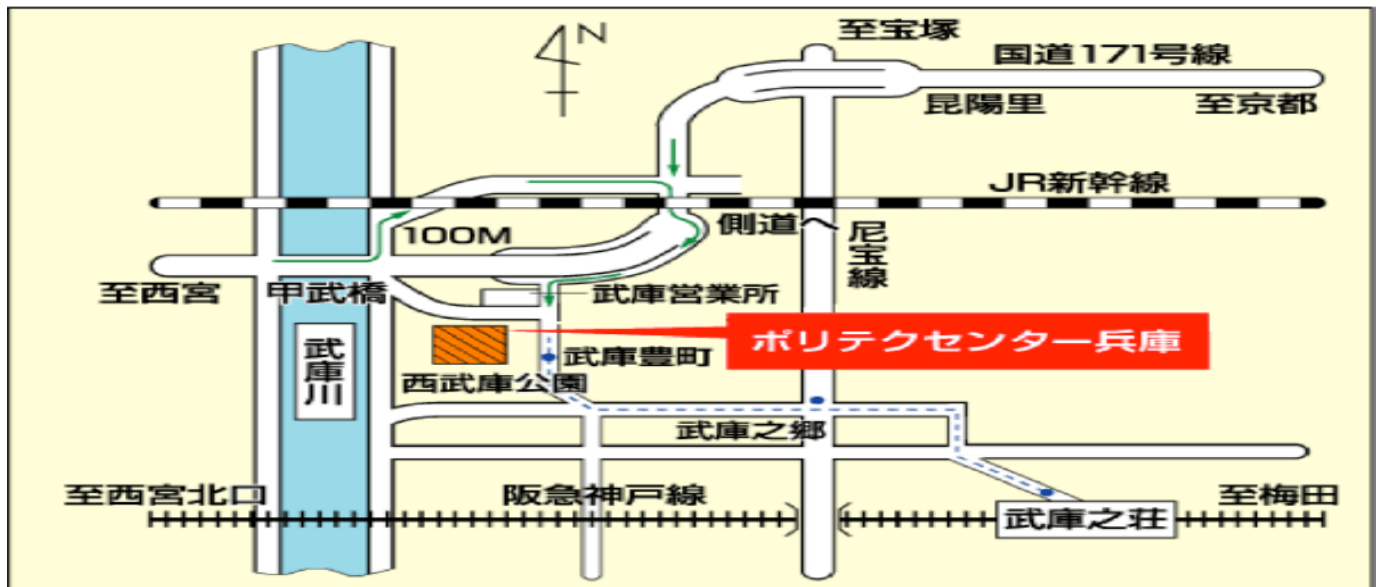 N
至宝塚
国道171号線
昆陽里
至京都
JR新幹線
100M
側道へ
尼宝線
至西宮
甲武橋
武庫営業所
ポリテクセンター兵庫
武庫川
武庫豊町
西武庫公園
武庫之郷
至西宮北口
阪急神戸線
至梅田
武庫之荘